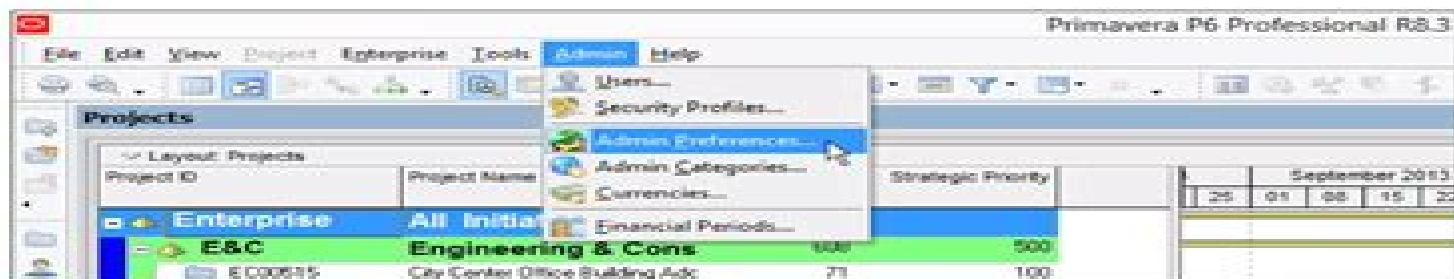 Primavera P6 Professional R8.3
File Edit View Project Enterprise Tools Admin Help
Users...
Security Profiles...
Projects
Admin Preferences...
Layout: Projects
Admin Categories...
Project ID Project Name Strategic Priority September 2013
Currencies...
25 01 08 15
Enterprise All Initia
Financial Periods...
E&C Engineering & Cons 600 500
EC00515 City Center Office Building Adc 71 100